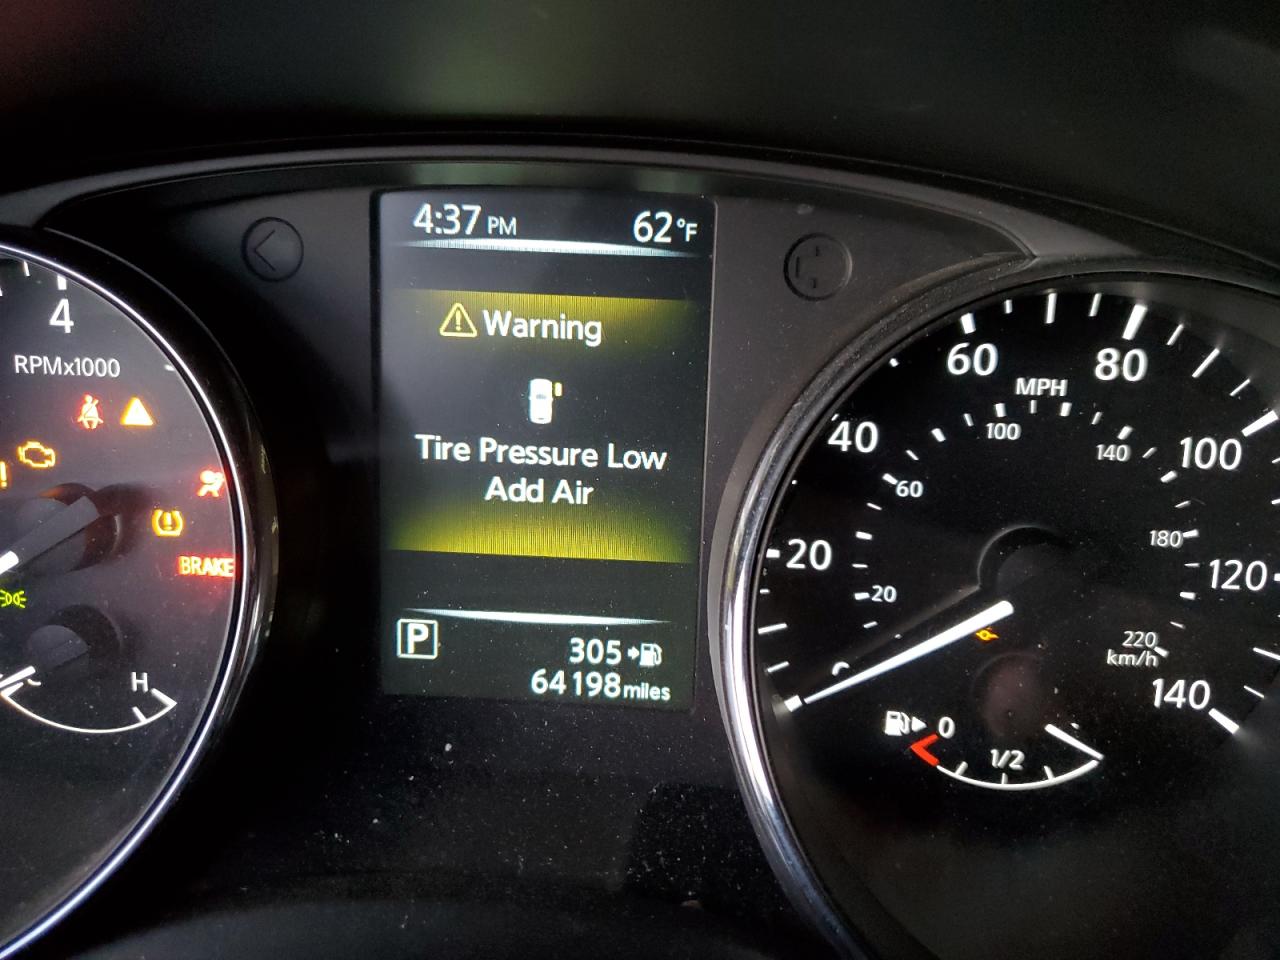 4:37 PM 62°F
Warning
Tire Pressure Low
Add Air
P
305
64198 miles
4
RPMx1000
BRAKE
H
MPH
20
40
60
80
100
120
140
20
60
100
140
180
220
km/h
0
1/2